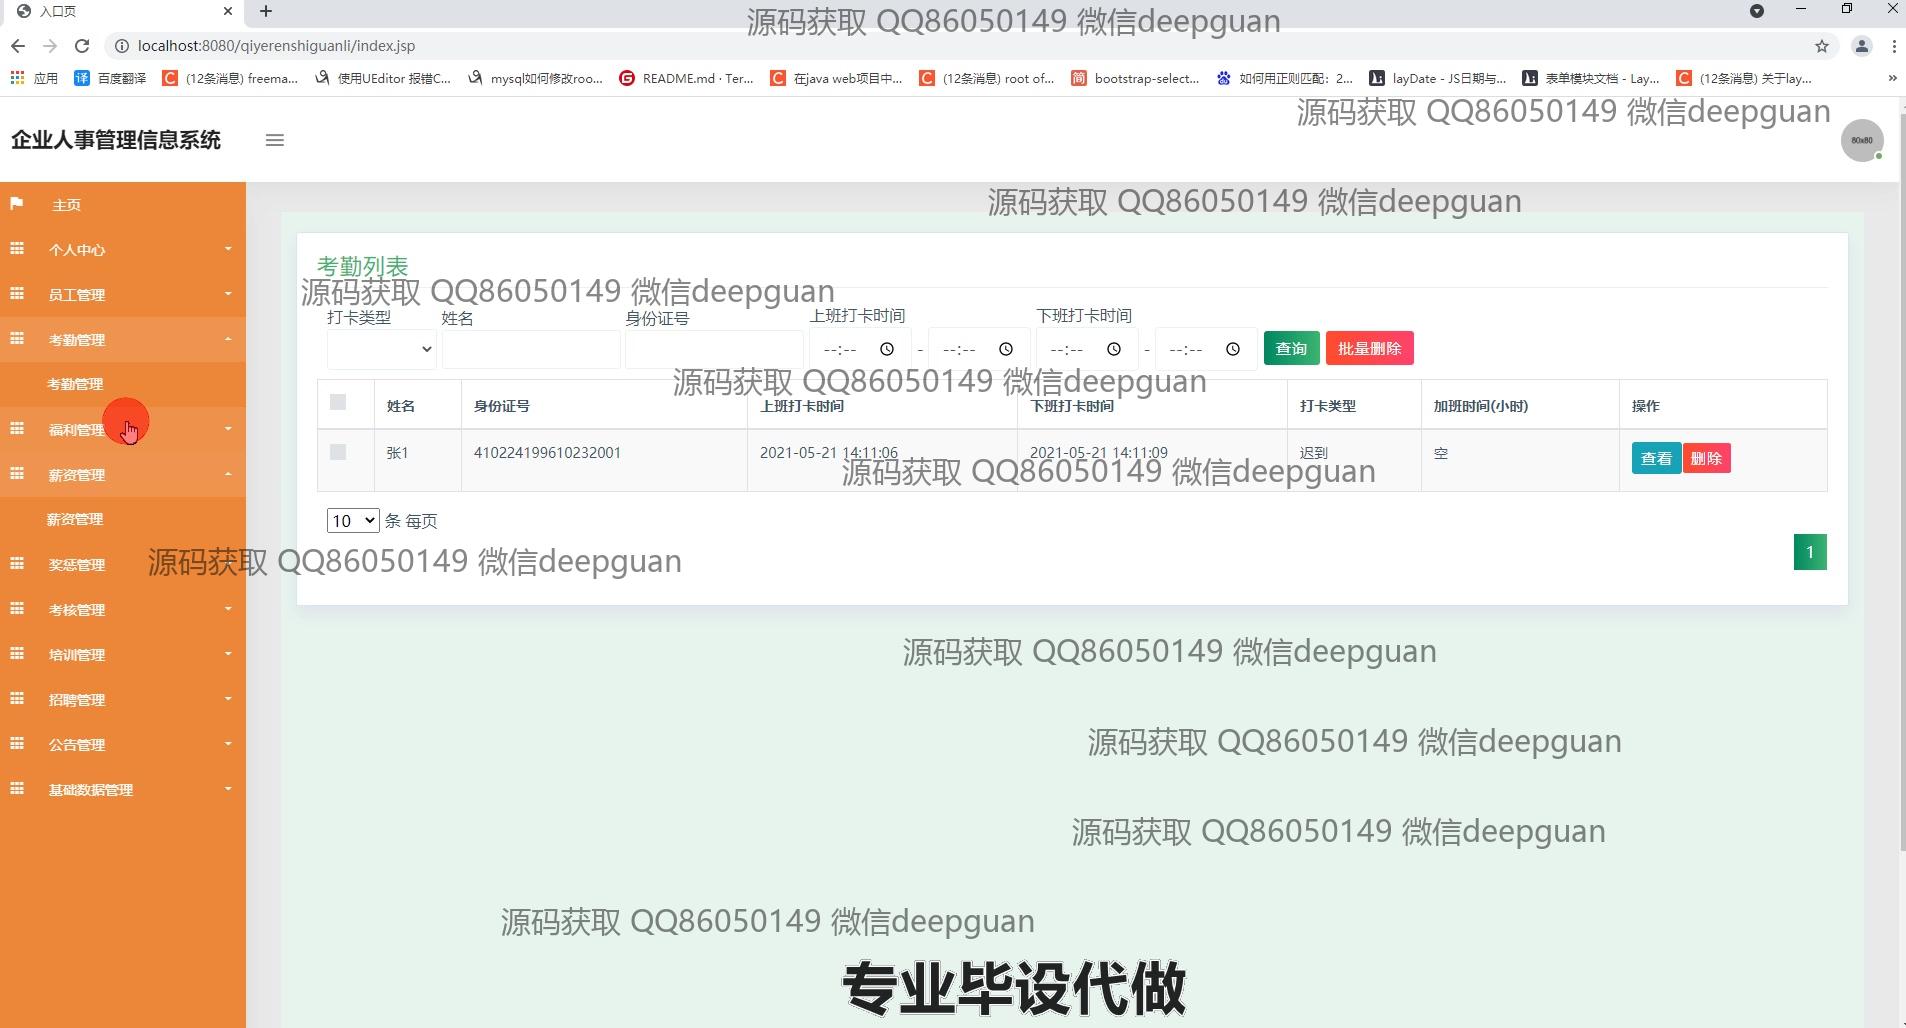 入口页
源码获取 QQ86050149 微信deepguan
localhost:8080/qiyerenshiguanli/index.jsp
应用 百度翻译 (12条消息) freema... 使用UEditor 报错C... mysql如何修改roo... README.md · Ter... 在java web项目中... (12条消息) root of... bootstrap-select... 如何用正则匹配：2... layDate - JS日期与... 表单模块文档 - Lay... (12条消息) 关于lay...
源码获取 QQ86050149 微信deepguan
企业人事管理信息系统
80x80
源码获取 QQ86050149 微信deepguan
主页
个人中心
员工管理
考勤管理
考勤管理
福利管理
薪资管理
薪资管理
奖惩管理
考核管理
培训管理
招聘管理
公告管理
基础数据管理
考勤列表
源码获取 QQ86050149 微信deepguan
打卡类型 姓名 身份证号 上班打卡时间 下班打卡时间
--:-- - --:-- --:-- - --:-- 查询 批量删除
源码获取 QQ86050149 微信deepguan
姓名 身份证号 上班打卡时间 下班打卡时间 打卡类型 加班时间(小时) 操作
张1 410224199610232001 2021-05-21 14:11:06 2021-05-21 14:11:09 迟到 空 查看 删除
源码获取 QQ86050149 微信deepguan
10 条 每页
1
源码获取 QQ86050149 微信deepguan
源码获取 QQ86050149 微信deepguan
源码获取 QQ86050149 微信deepguan
源码获取 QQ86050149 微信deepguan
源码获取 QQ86050149 微信deepguan
专业毕设代做